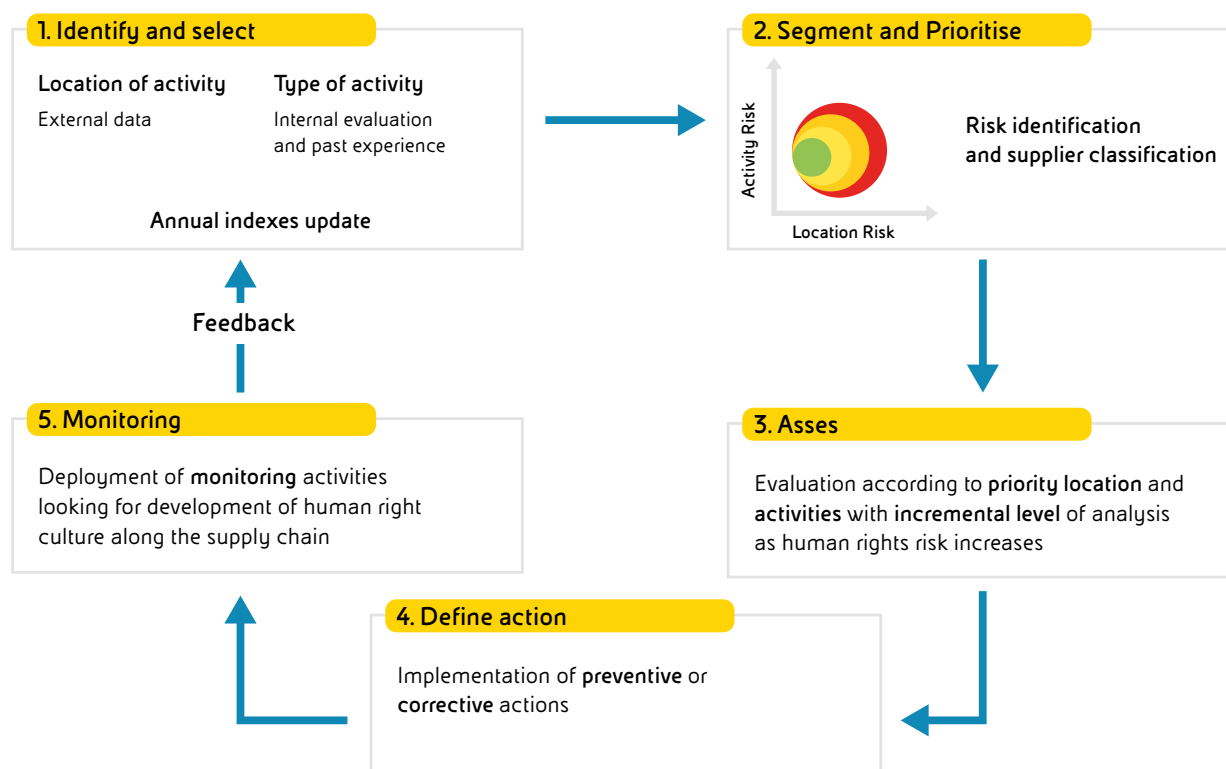 1. Identify and select
Location of activity
External data
Type of activity
Internal evaluation
and past experience
Annual indexes update
2. Segment and Prioritise
Activity Risk
Location Risk
Risk identification
and supplier classification
3. Asses
Evaluation according to priority location and
activities with incremental level of analysis
as human rights risk increases
4. Define action
Implementation of preventive or
corrective actions
5. Monitoring
Deployment of monitoring activities
looking for development of human right
culture along the supply chain
Feedback